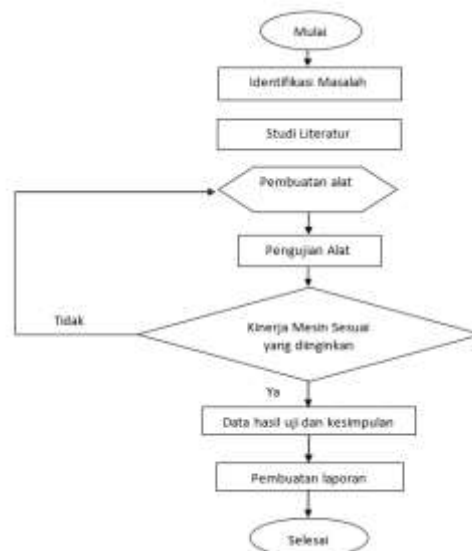 Mulai
Identifikasi Masalah
Studi Literatur
Pembuatan alat
Pengujian Alat
Kinerja Mesin Sesuai
yang diinginkan
Tidak
Ya
Data hasil uji dan kesimpulan
Pembuatan laporan
Selesai